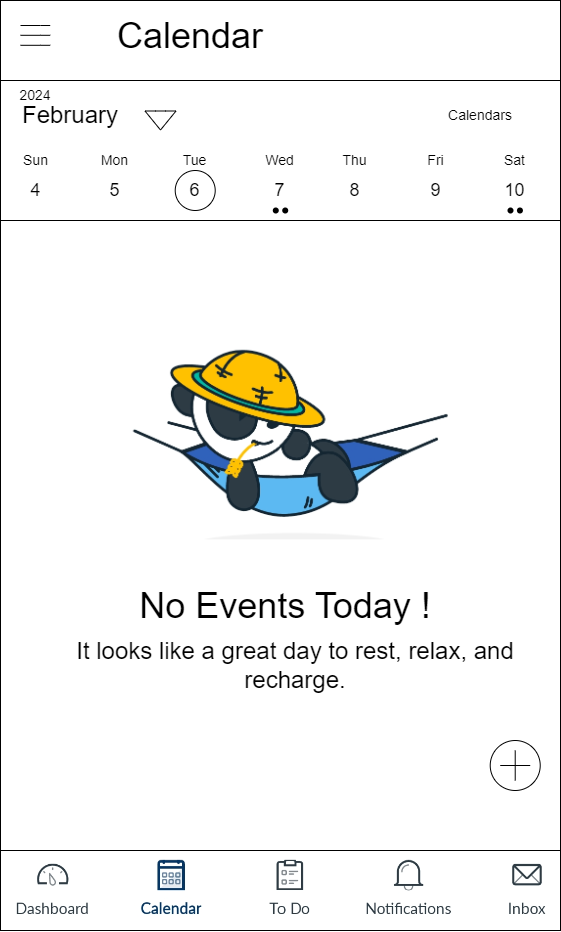 Calendar
2024
February
Calendars
Sun Mon Tue Wed Thu Fri Sat
4 5 6 7 8 9 10
No Events Today !
It looks like a great day to rest, relax, and
recharge.
Dashboard Calendar To Do Notifications Inbox